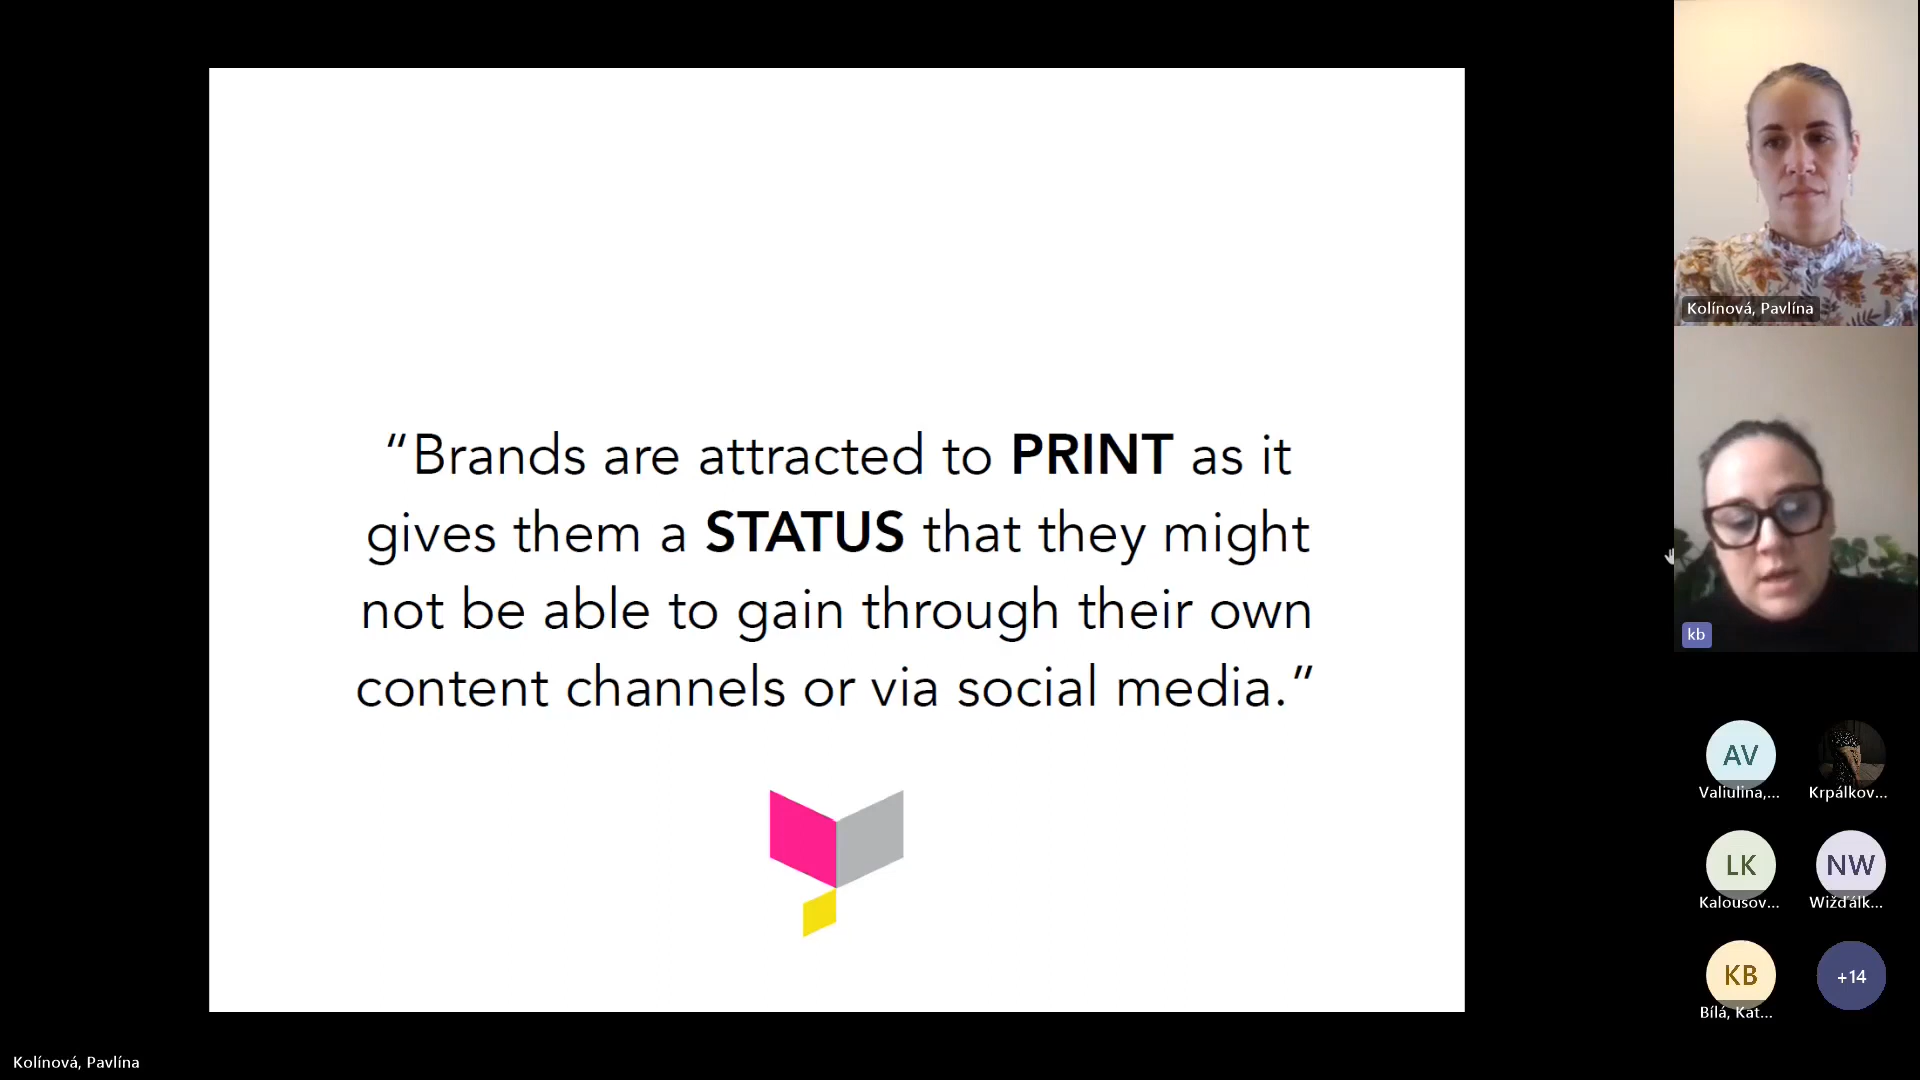 “Brands are attracted to PRINT as it
gives them a STATUS that they might
not be able to gain through their own
content channels or via social media.”
Kolínová, Pavlína
kb
AV
Valiulina,...
Krpálkov...
LK
Kalousov...
NW
Wižďálk...
KB
Bílá, Kat...
+14
Kolínová, Pavlína